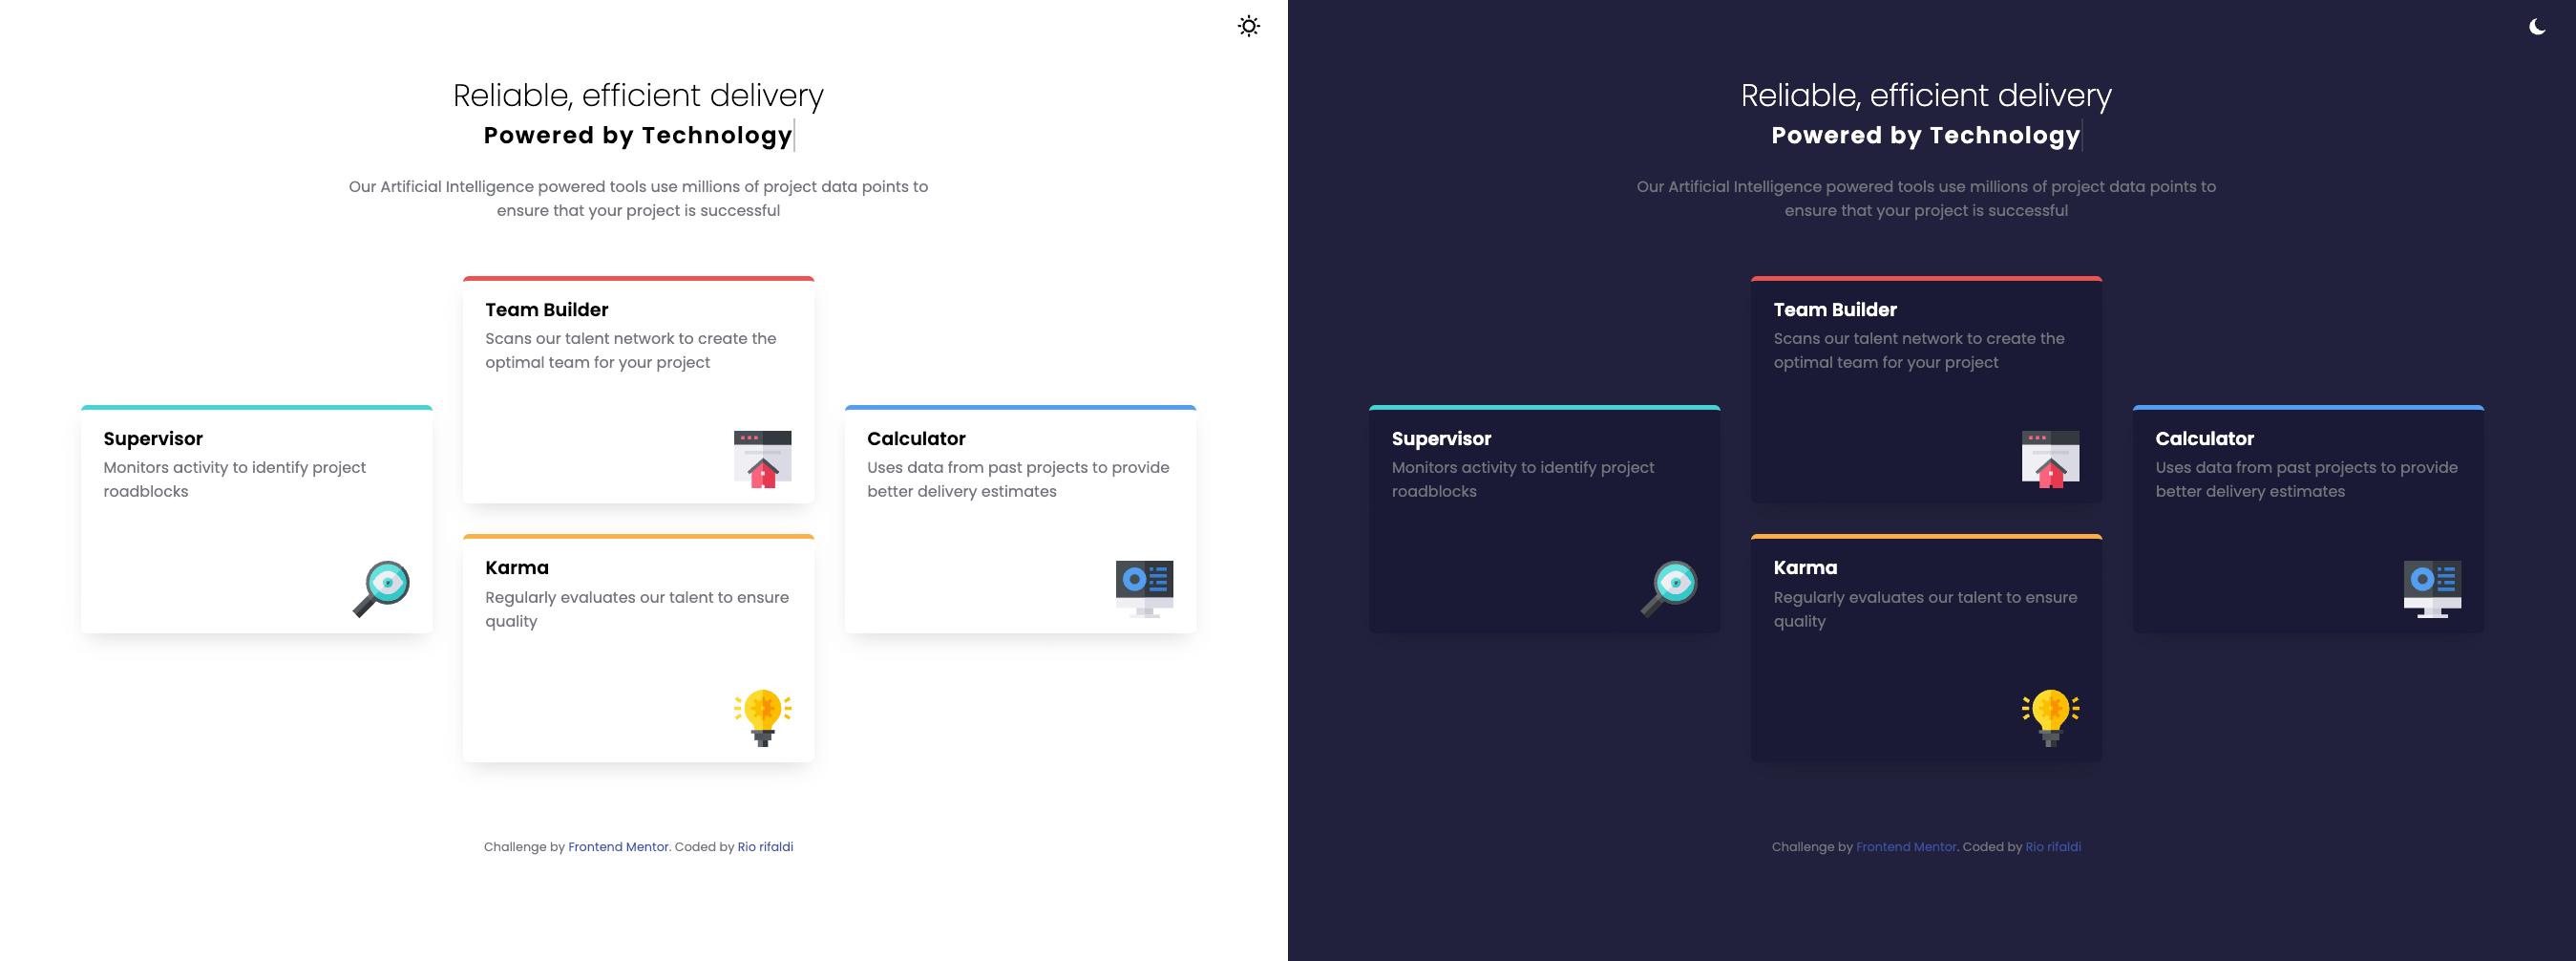 Reliable, efficient delivery
Powered by Technology
Our Artificial Intelligence powered tools use millions of project data points to
ensure that your project is successful
Team Builder
Scans our talent network to create the
optimal team for your project
Supervisor
Monitors activity to identify project
roadblocks
Calculator
Uses data from past projects to provide
better delivery estimates
Karma
Regularly evaluates our talent to ensure
quality
Challenge by Frontend Mentor. Coded by Rio rifaldi
Reliable, efficient delivery
Powered by Technology
Our Artificial Intelligence powered tools use millions of project data points to
ensure that your project is successful
Team Builder
Scans our talent network to create the
optimal team for your project
Supervisor
Monitors activity to identify project
roadblocks
Calculator
Uses data from past projects to provide
better delivery estimates
Karma
Regularly evaluates our talent to ensure
quality
Challenge by Frontend Mentor. Coded by Rio rifaldi